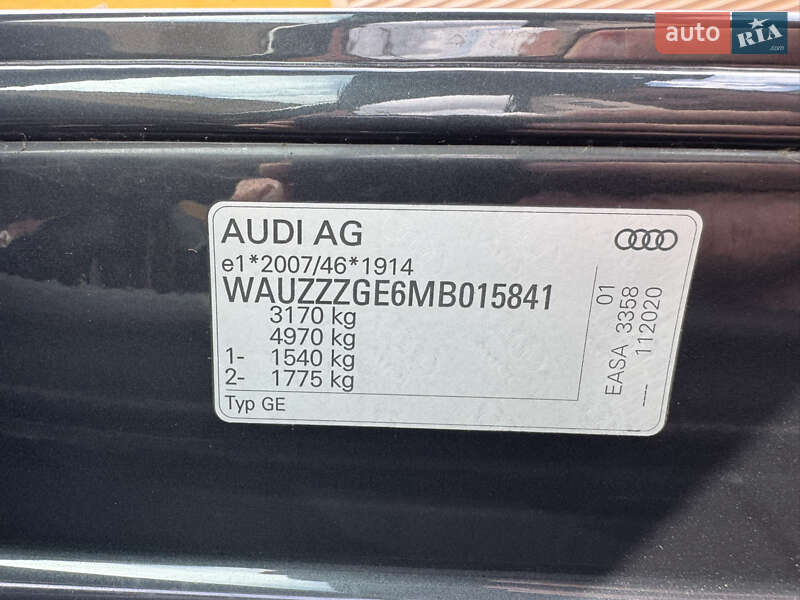 auto RIA
.com
AUDI AG
e1*2007/46*1914
WAUZZZGE6MB015841
3170 kg
4970 kg
1- 1540 kg
2- 1775 kg
Typ GE
01
EASA 3358
---- 112020